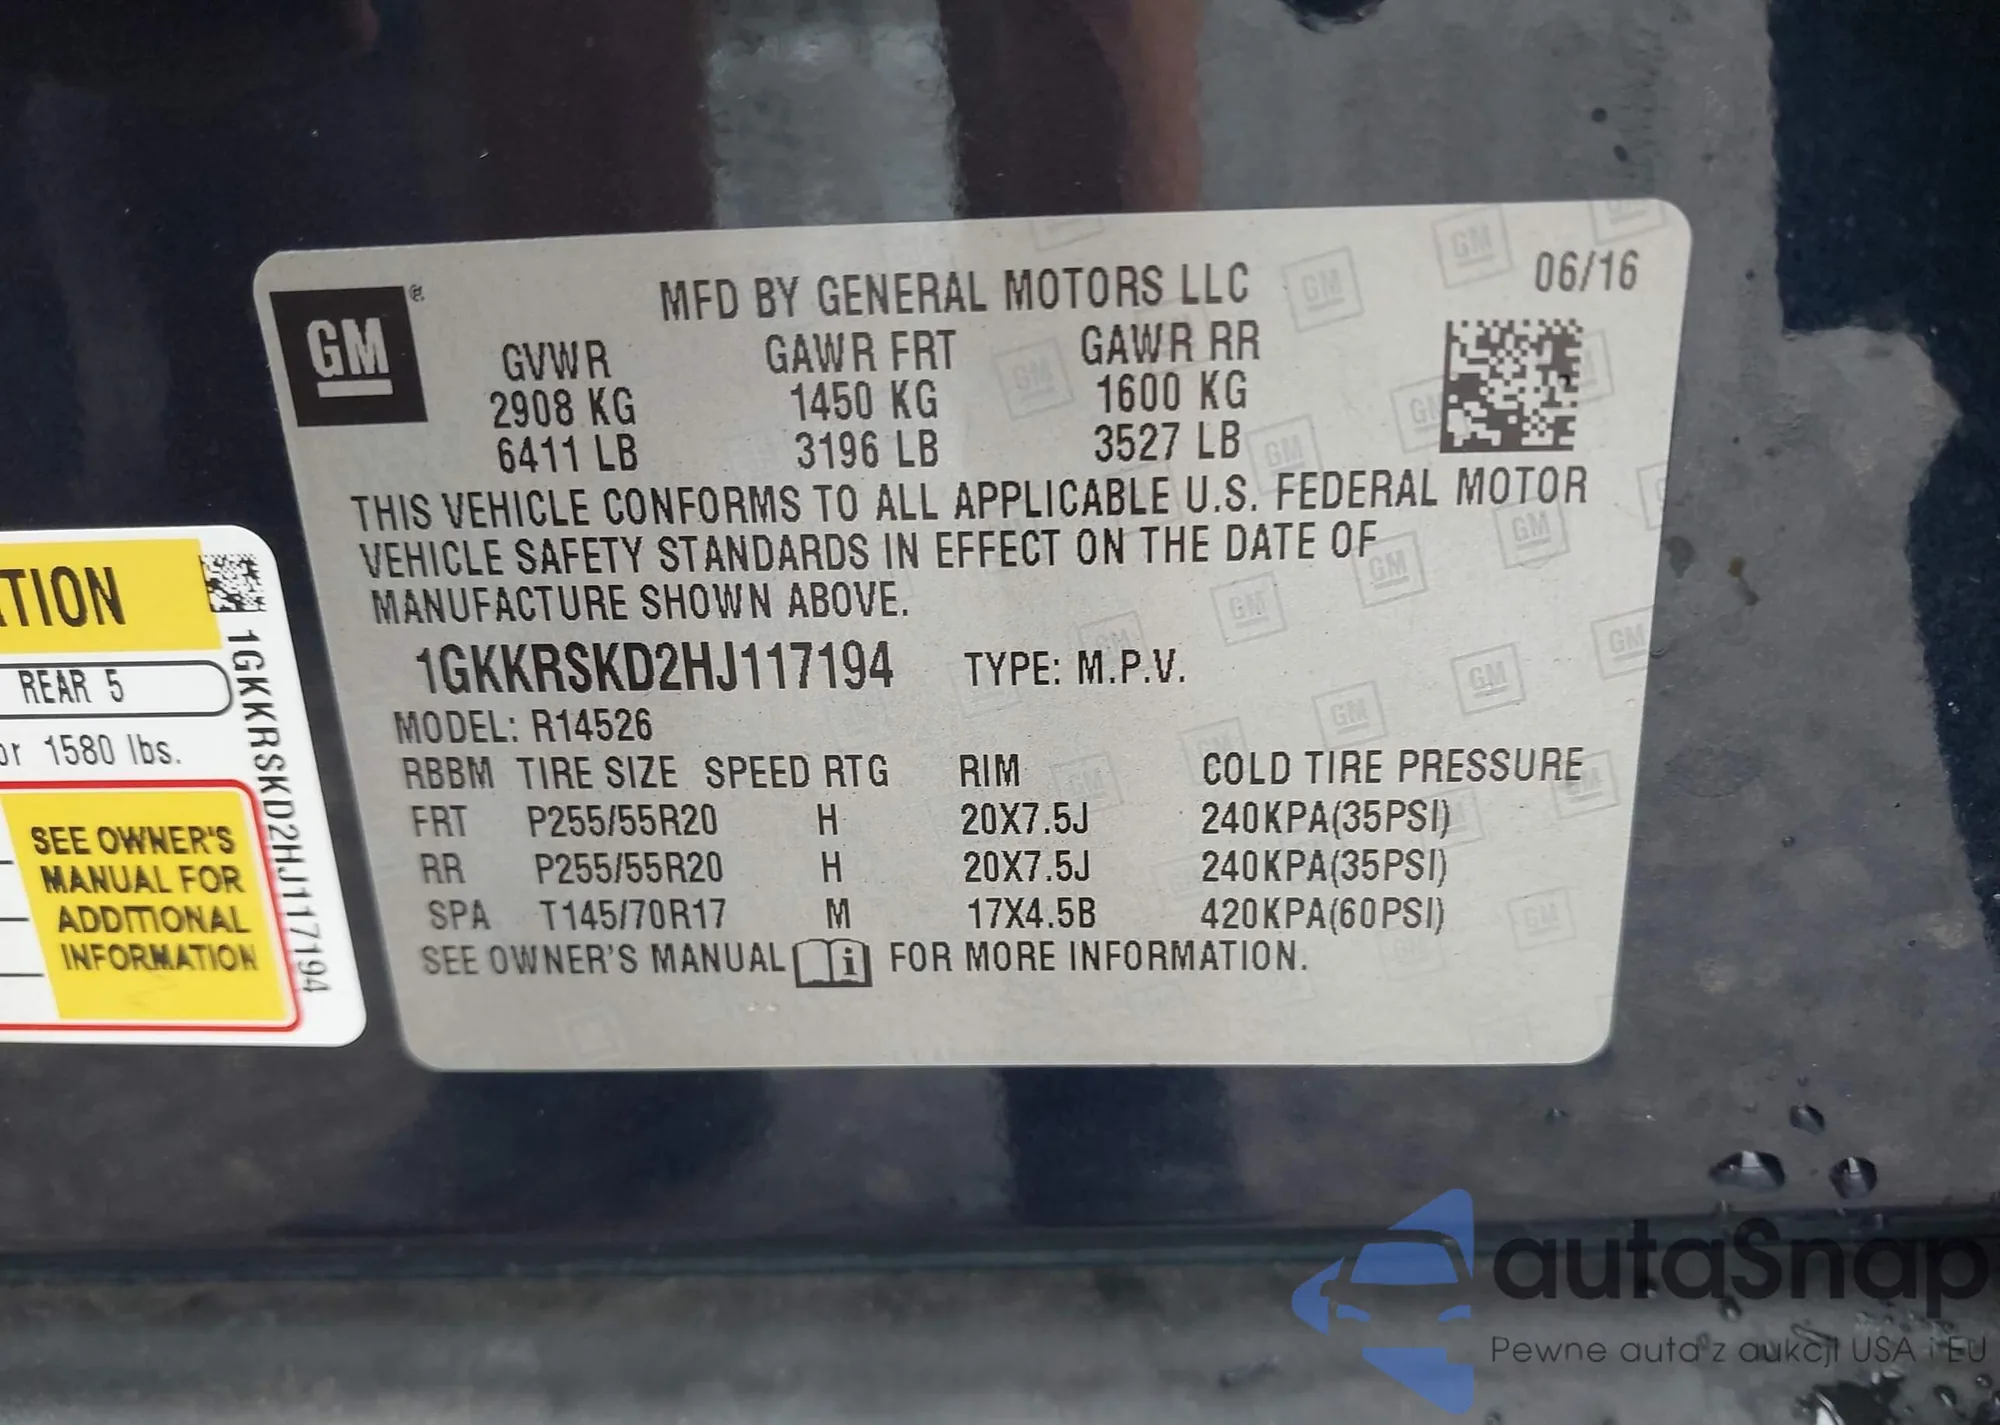 MFD BY GENERAL MOTORS LLC 06/16
GM
GVWR GAWR FRT GAWR RR
2908 KG 1450 KG 1600 KG
6411 LB 3196 LB 3527 LB
THIS VEHICLE CONFORMS TO ALL APPLICABLE U.S. FEDERAL MOTOR
VEHICLE SAFETY STANDARDS IN EFFECT ON THE DATE OF
MANUFACTURE SHOWN ABOVE.
1GKKRSKD2HJ117194 TYPE: M.P.V.
MODEL: R14526
RBBM TIRE SIZE SPEED RTG RIM COLD TIRE PRESSURE
FRT P255/55R20 H 20X7.5J 240KPA(35PSI)
RR P255/55R20 H 20X7.5J 240KPA(35PSI)
SPA T145/70R17 M 17X4.5B 420KPA(60PSI)
SEE OWNER'S MANUAL i FOR MORE INFORMATION.
TION
REAR 5
or 1580 lbs.
SEE OWNER'S
MANUAL FOR
ADDITIONAL
INFORMATION
1GKKRSKD2HJ117194
autaSnap
Pewne auta z aukcji USA i EU